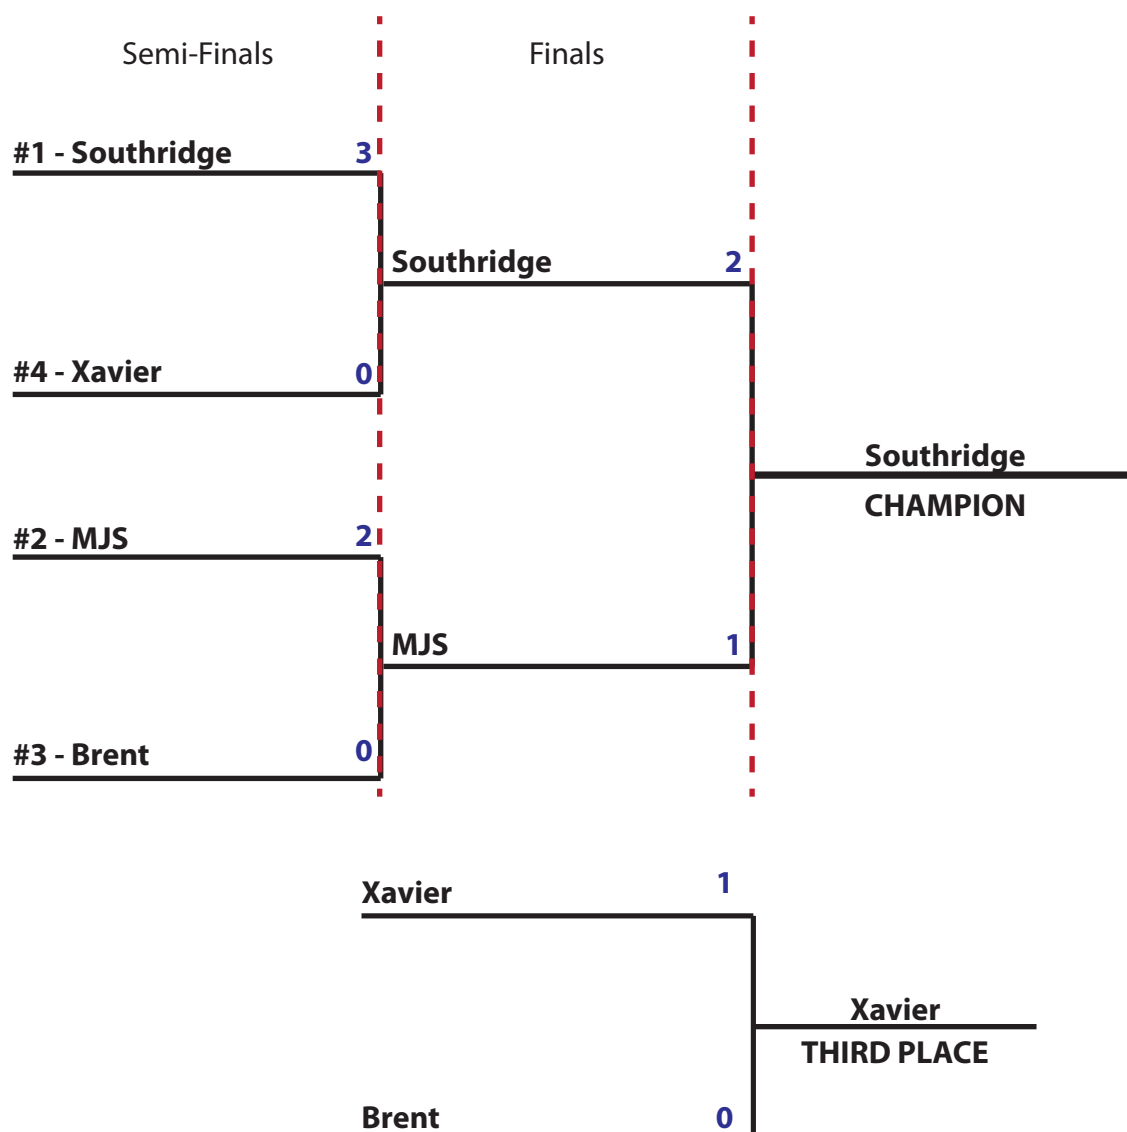 Semi-Finals
Finals
#1 - Southridge 3
Southridge 2
#4 - Xavier 0
Southridge
CHAMPION
#2 - MJS 2
MJS 1
#3 - Brent 0
Xavier 1
Xavier
THIRD PLACE
Brent 0